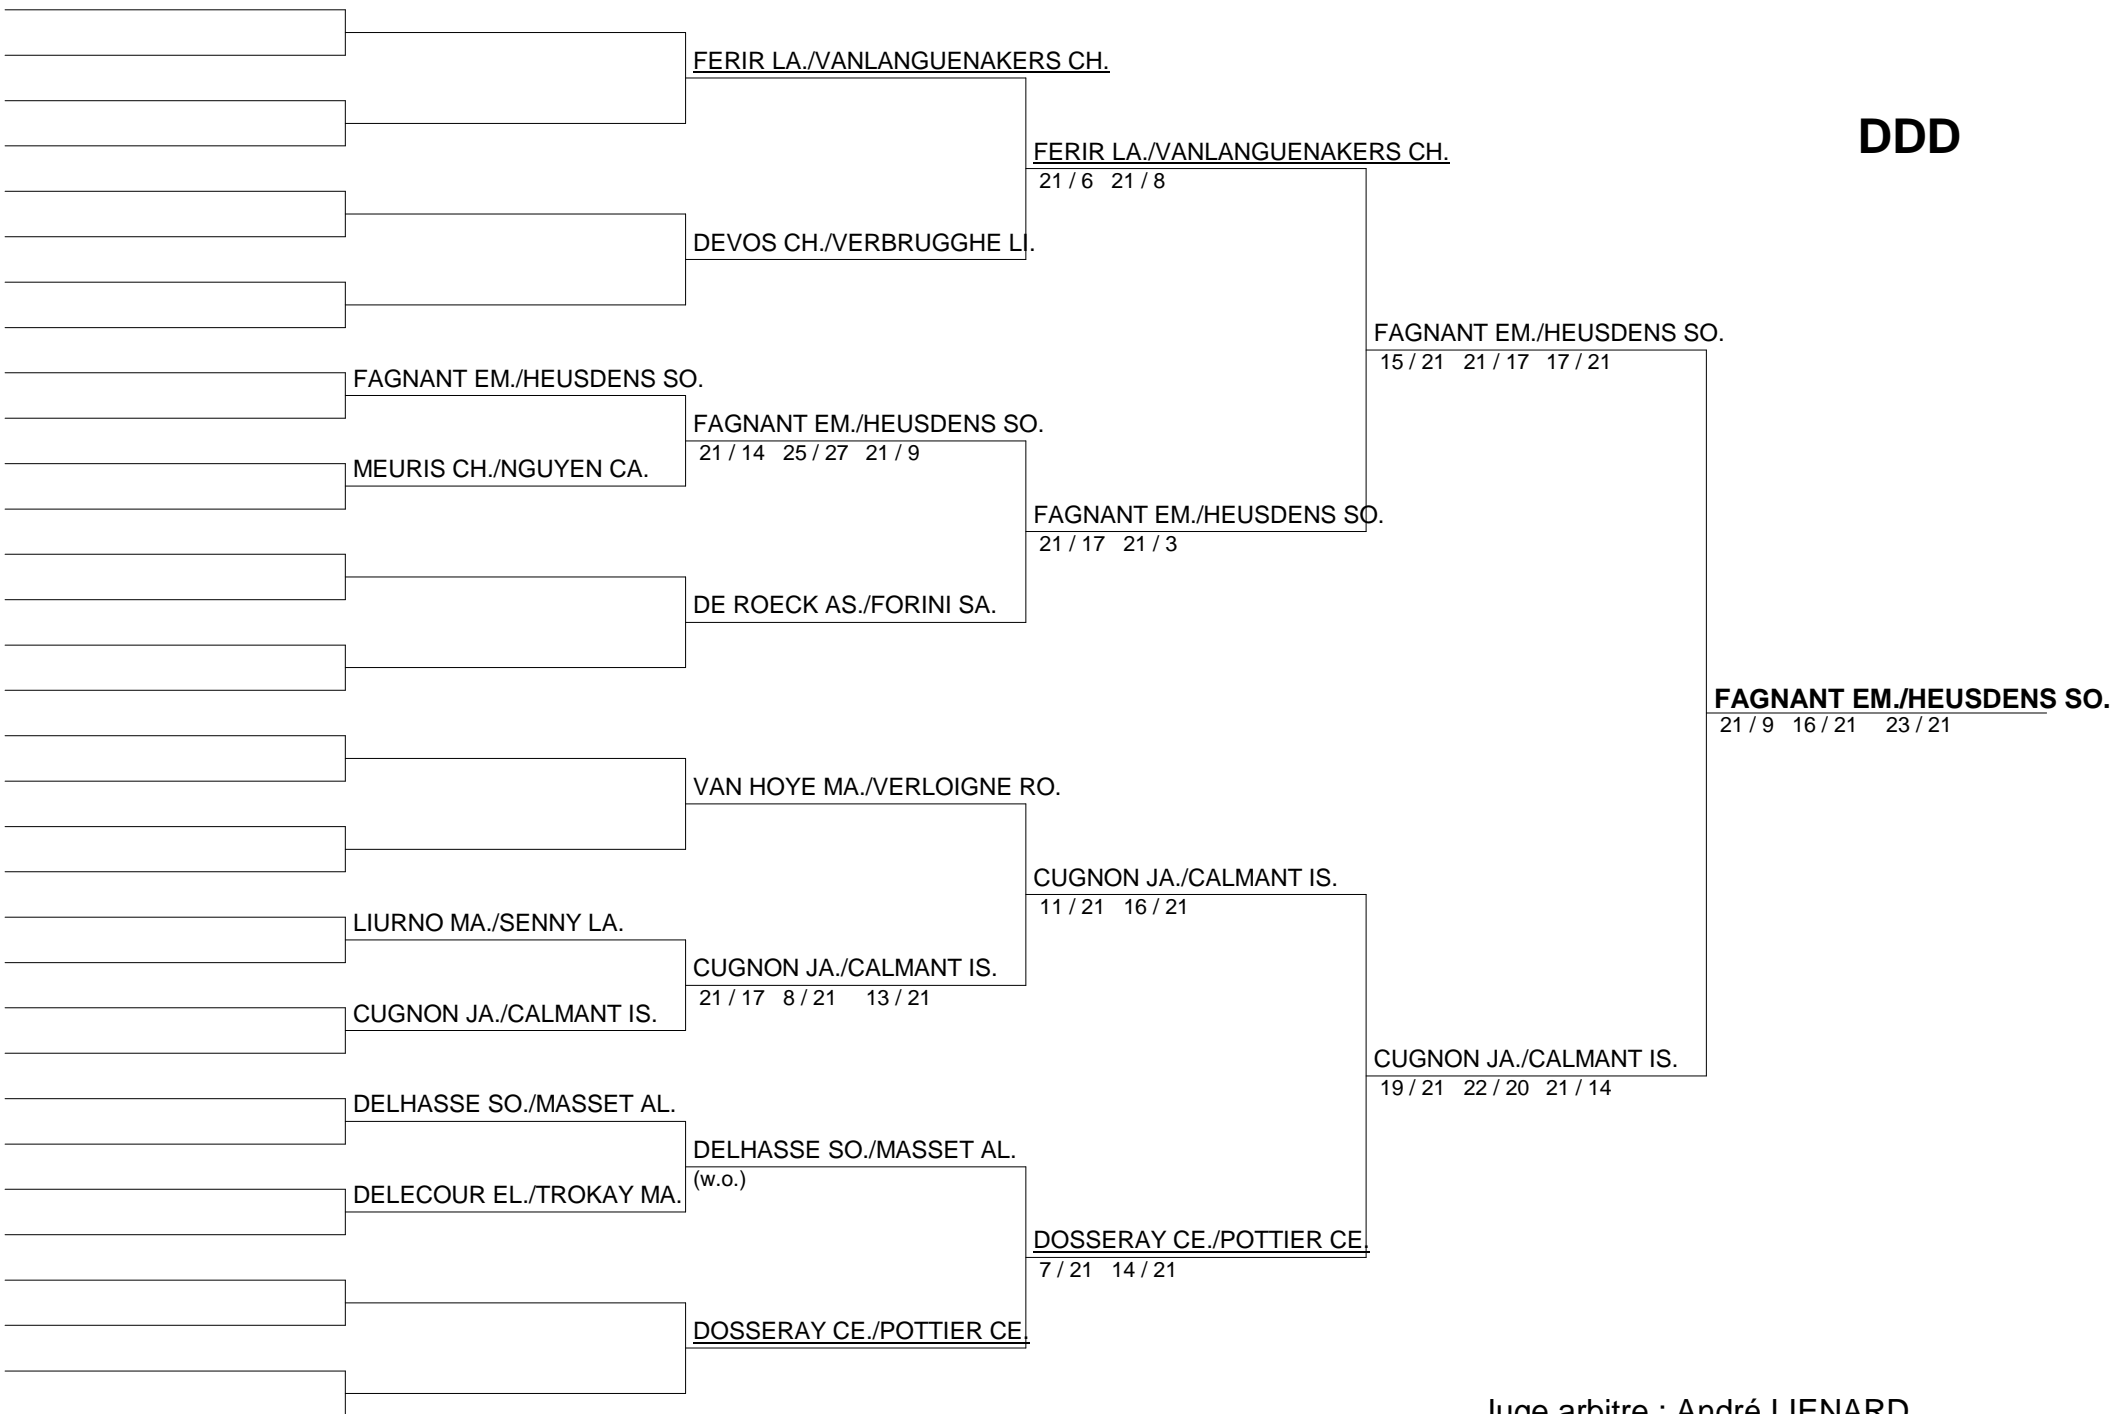 FERIR LA./VANLANGUENAKERS CH.
DDD
FERIR LA./VANLANGUENAKERS CH.
21 / 6 21 / 8
DEVOS CH./VERBRUGGHE LI.
FAGNANT EM./HEUSDENS SO.
15 / 21 21 / 17 17 / 21
FAGNANT EM./HEUSDENS SO.
FAGNANT EM./HEUSDENS SO.
21 / 14 25 / 27 21 / 9
MEURIS CH./NGUYEN CA.
FAGNANT EM./HEUSDENS SO.
21 / 17 21 / 3
DE ROECK AS./FORINI SA.
FAGNANT EM./HEUSDENS SO.
21 / 9 16 / 21 23 / 21
VAN HOYE MA./VERLOIGNE RO.
CUGNON JA./CALMANT IS.
11 / 21 16 / 21
LIURNO MA./SENNY LA.
CUGNON JA./CALMANT IS.
21 / 17 8 / 21 13 / 21
CUGNON JA./CALMANT IS.
CUGNON JA./CALMANT IS.
19 / 21 22 / 20 21 / 14
DELHASSE SO./MASSET AL.
DELHASSE SO./MASSET AL.
(w.o.)
DELECOUR EL./TROKAY MA.
DOSSERAY CE./POTTIER CE.
7 / 21 14 / 21
DOSSERAY CE./POTTIER CE.
Juge arbitre : André LIENARD